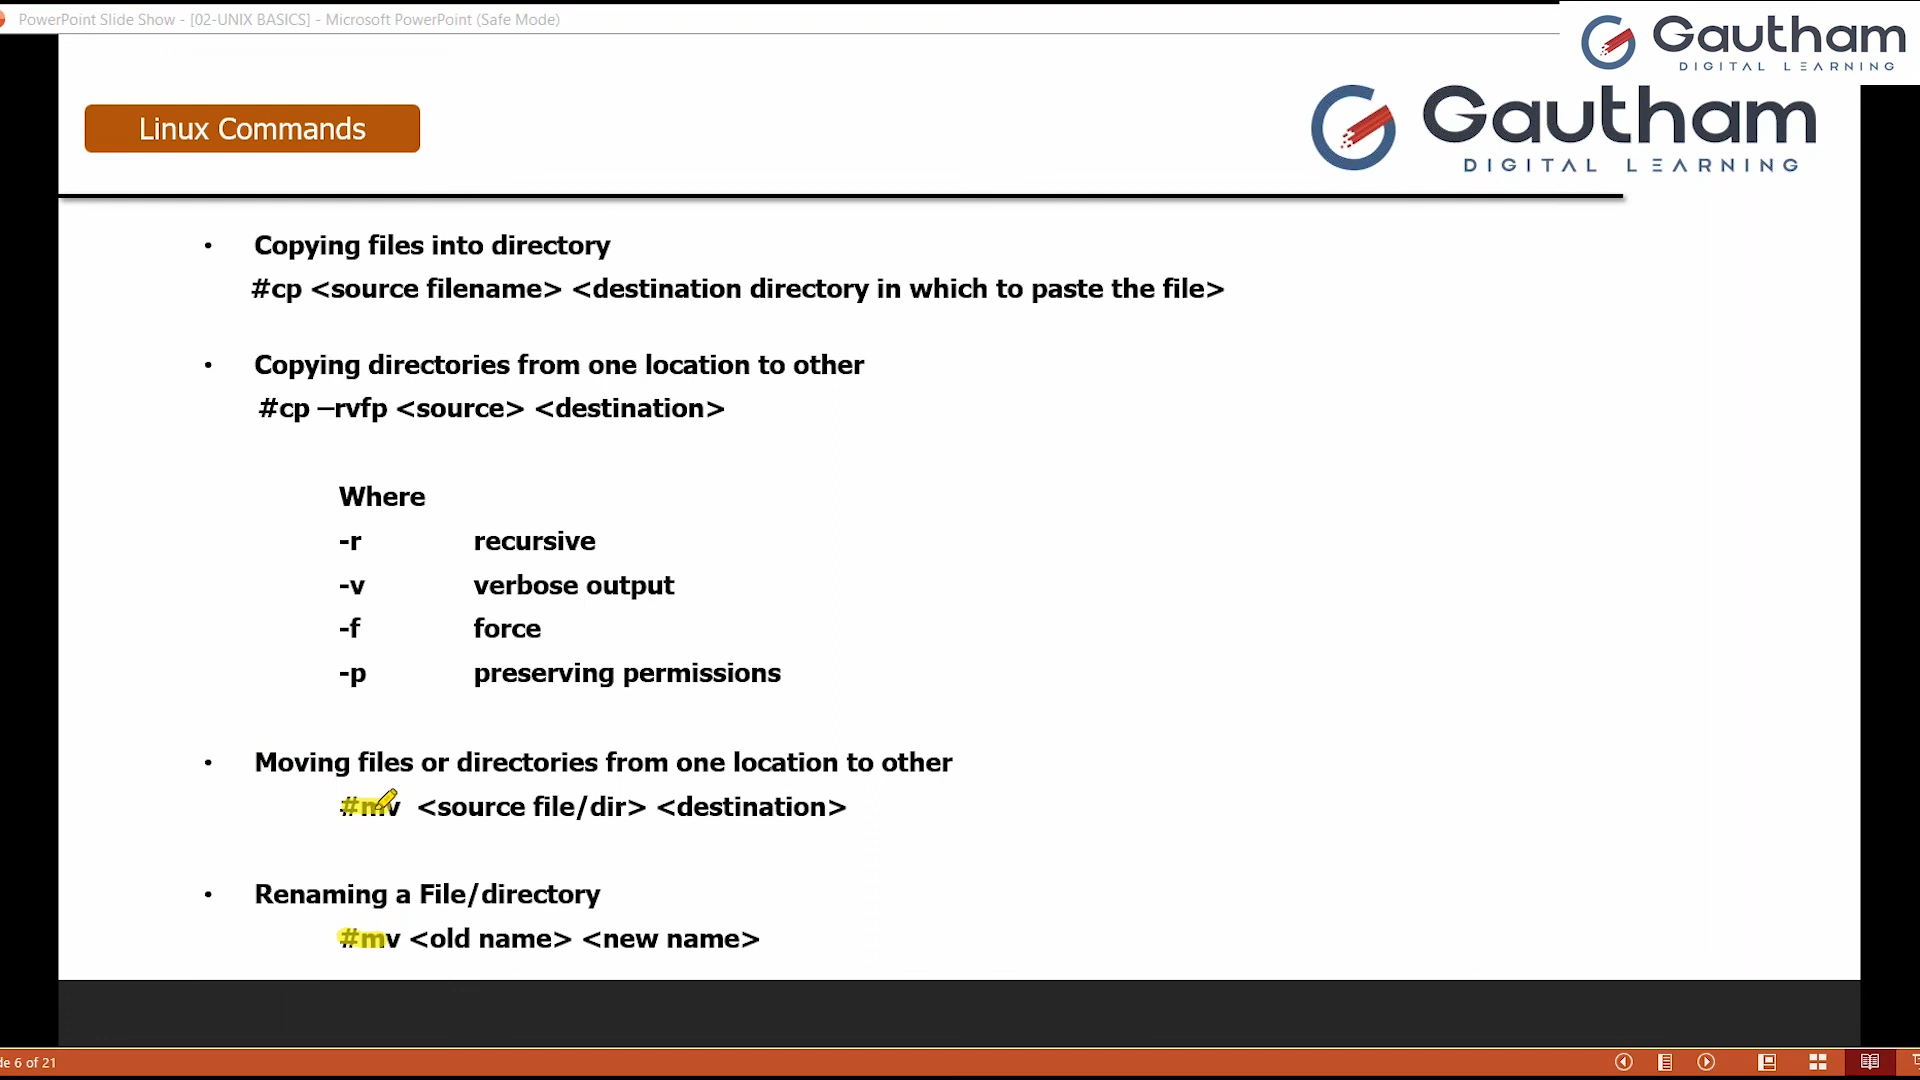 PowerPoint Slide Show - [02-UNIX BASICS] - Microsoft PowerPoint (Safe Mode)
Gautham
DIGITAL LEARNING
Gautham
DIGITAL LEARNING
Linux Commands
• Copying files into directory
#cp <source filename> <destination directory in which to paste the file>
• Copying directories from one location to other
#cp –rvfp <source> <destination>
Where
-r recursive
-v verbose output
-f force
-p preserving permissions
• Moving files or directories from one location to other
#mv <source file/dir> <destination>
• Renaming a File/directory
#mv <old name> <new name>
de 6 of 21